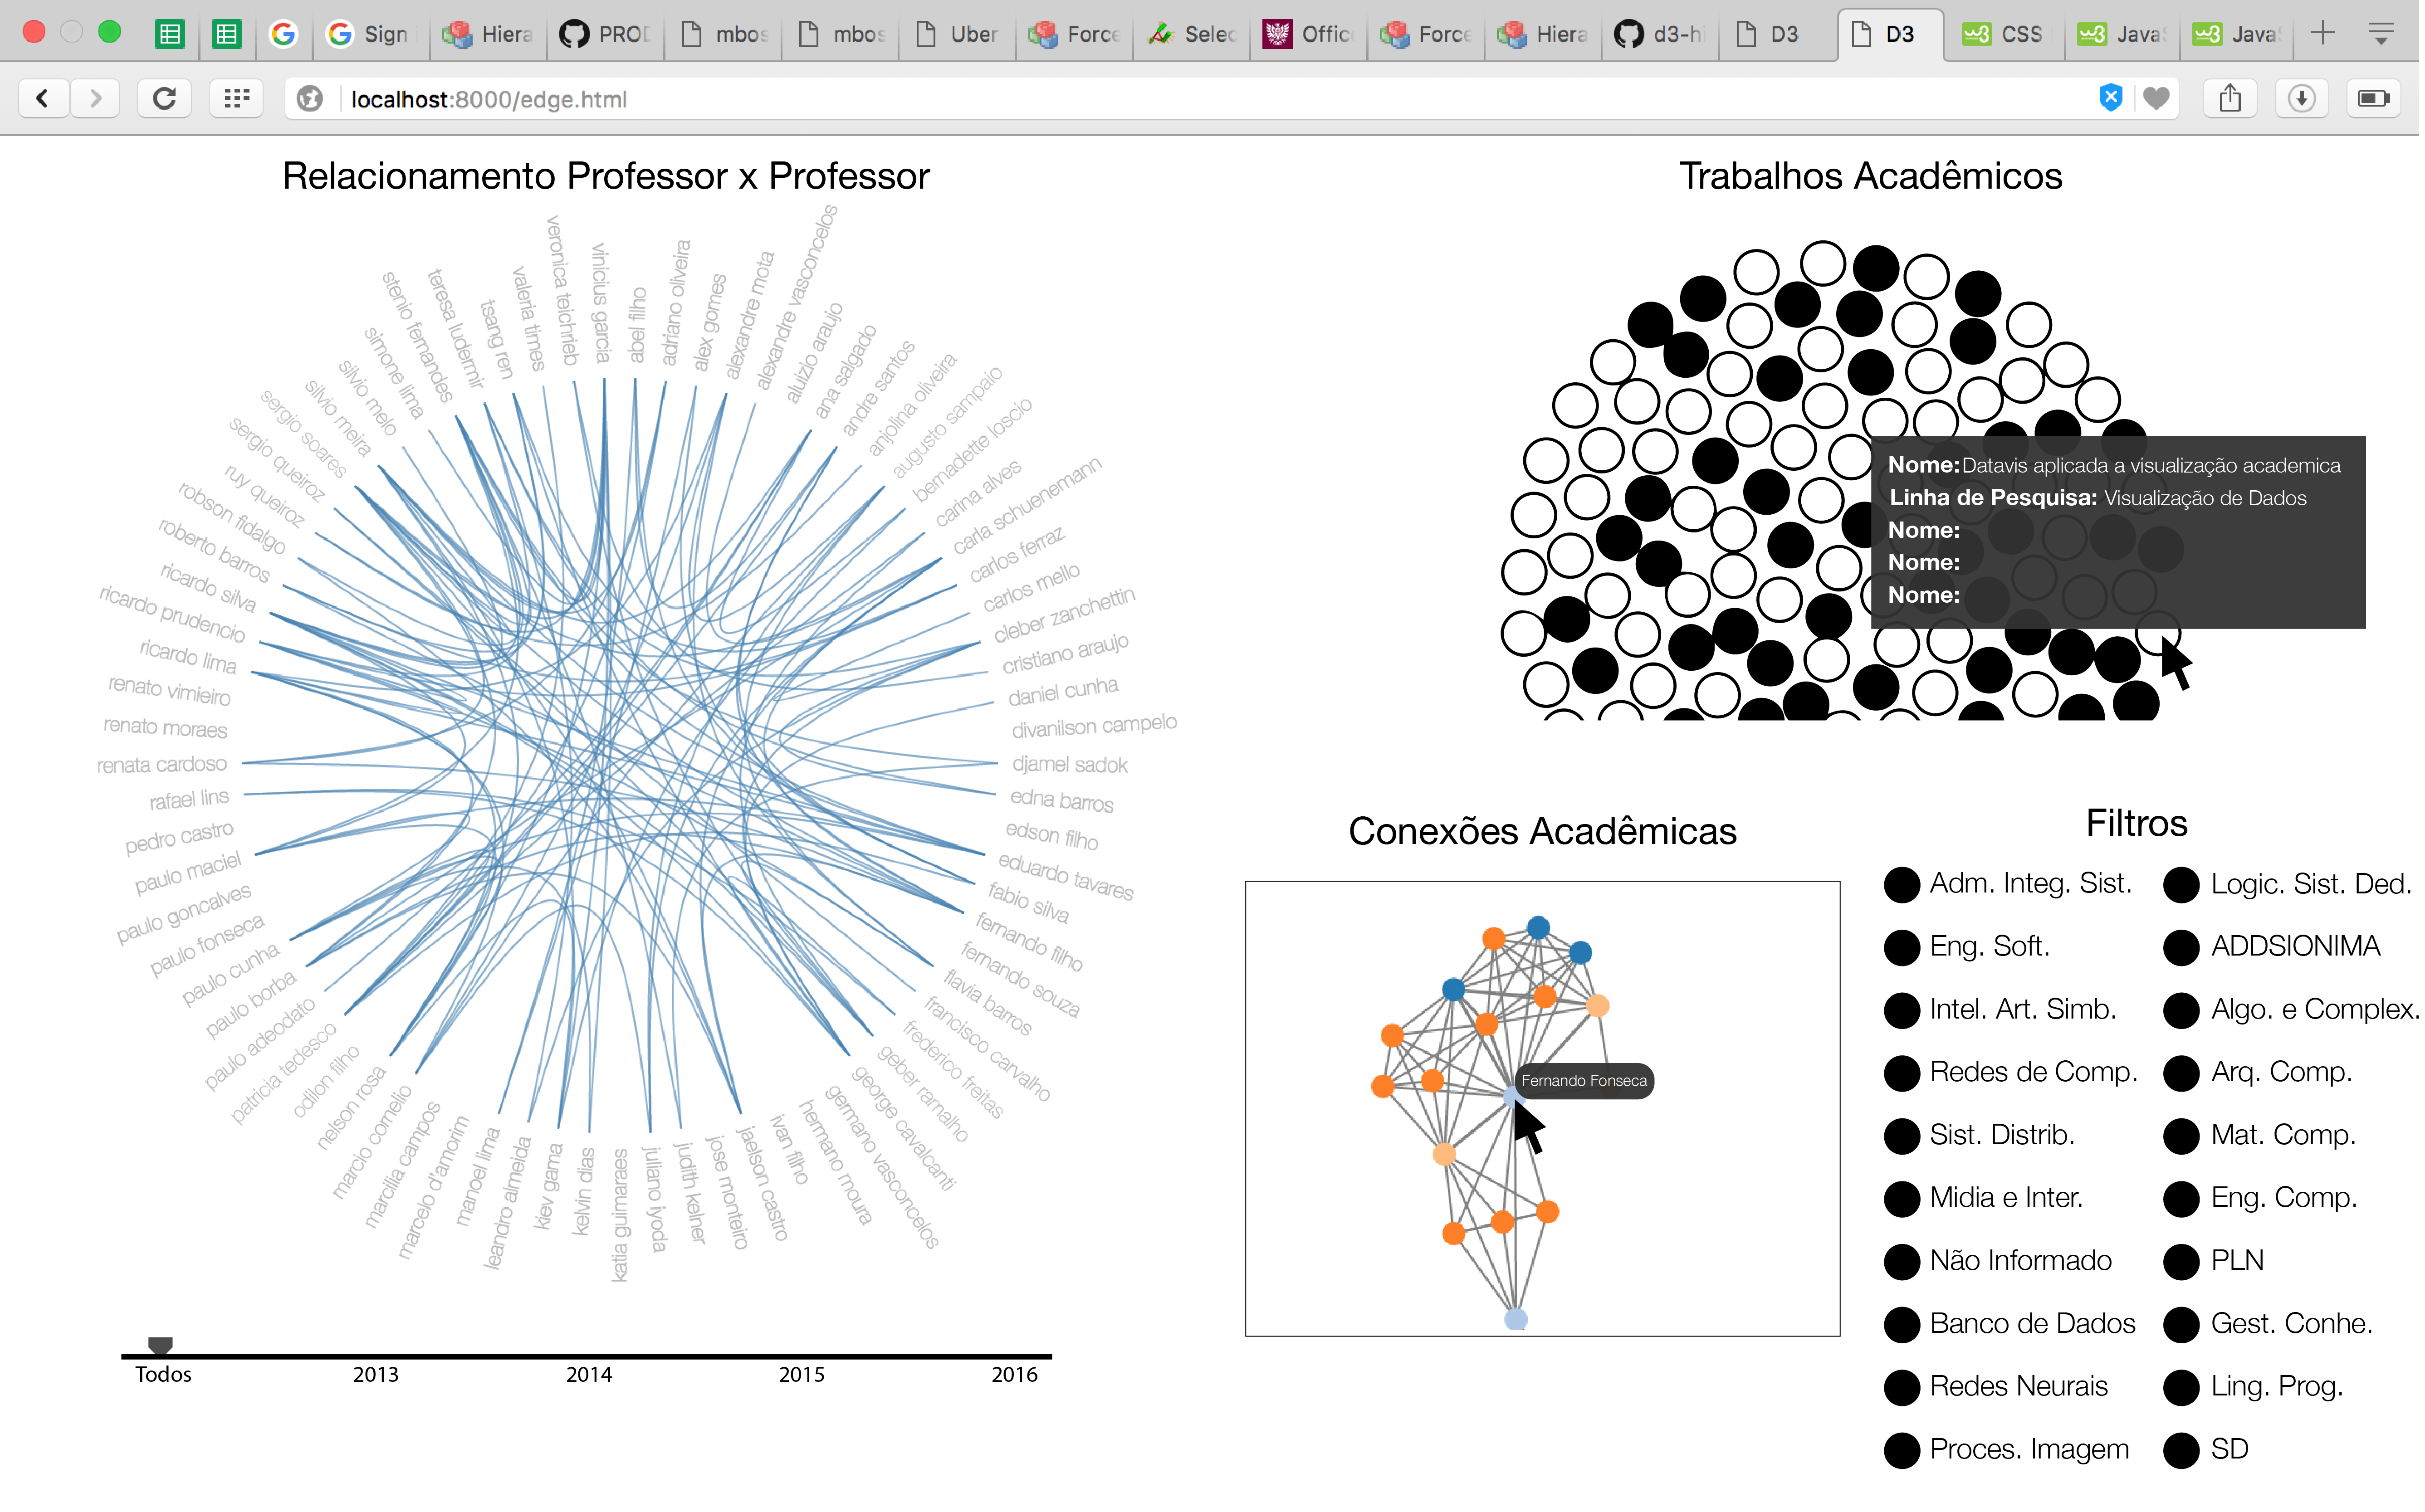 Sign
Hiera
PROD
mbos
mbos
Uber
Force
Selec
Offic
Force
Hiera
d3-hi
D3
D3
CSS
Java
Java
localhost:8000/edge.html
Relacionamento Professor x Professor
abel filho
adriano oliveira
alex gomes
alexandre mota
alexandre vasconcelos
aluizio araujo
ana salgado
andre santos
anjolina oliveira
augusto sampaio
bernadette loscio
carina alves
carla schuenemann
carlos ferraz
carlos mello
cleber zanchettin
cristiano araujo
daniel cunha
divanilson campelo
djamel sadok
edna barros
edson filho
eduardo tavares
fabio silva
fernando filho
fernando souza
flavia barros
francisco carvalho
frederico freitas
geber ramalho
george cavalcanti
germano vasconcelos
hermano moura
ivan filho
jaelson castro
jose monteiro
judith kelner
juliano iyoda
katia guimaraes
kelvin dias
kiev gama
leandro almeida
manoel lima
marcelo d'amorim
marcilia campos
marcio cornelio
nelson rosa
odilon filho
patricia tedesco
paulo adeodato
paulo borba
paulo cunha
paulo fonseca
paulo goncalves
paulo maciel
pedro castro
rafael lins
renata cardoso
renato moraes
renato vimieiro
ricardo lima
ricardo prudencio
ricardo silva
roberto barros
robson fidalgo
ruy queiroz
sergio queiroz
sergio soares
silvio meira
silvio melo
simone lima
stenio fernandes
teresa ludermir
tsang ren
valeria times
veronica teichrieb
vinicius garcia
Todos
2013
2014
2015
2016
Trabalhos Acadêmicos
Nome:Datavis aplicada a visualização academica
Linha de Pesquisa: Visualização de Dados
Nome:
Nome:
Nome:
Conexões Acadêmicas
Fernando Fonseca
Filtros
Adm. Integ. Sist.
Logic. Sist. Ded.
Eng. Soft.
ADDSIONIMA
Intel. Art. Simb.
Algo. e Complex.
Redes de Comp.
Arq. Comp.
Sist. Distrib.
Mat. Comp.
Midia e Inter.
Eng. Comp.
Não Informado
PLN
Banco de Dados
Gest. Conhe.
Redes Neurais
Ling. Prog.
Proces. Imagem
SD